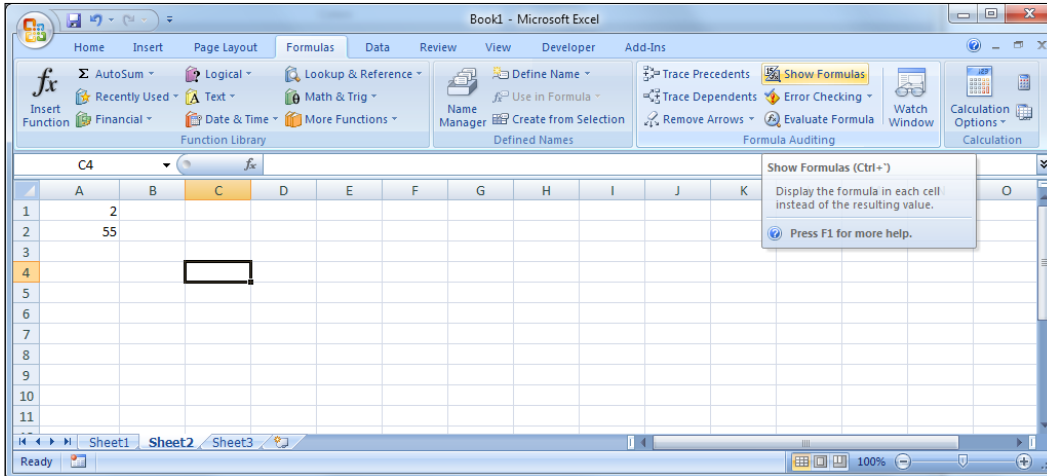 Book1 - Microsoft Excel
Home Insert Page Layout Formulas Data Review View Developer Add-Ins
fx Insert Function
Σ AutoSum
Recently Used
Financial
Logical
Text
Date & Time
Lookup & Reference
Math & Trig
More Functions
Function Library
Name Manager
Define Name
Use in Formula
Create from Selection
Defined Names
Trace Precedents
Trace Dependents
Remove Arrows
Show Formulas
Error Checking
Evaluate Formula
Watch Window
Formula Auditing
Calculation Options
Calculation
C4 fx
Show Formulas (Ctrl+`)
Display the formula in each cell
instead of the resulting value.
Press F1 for more help.
A B C D E F G H I J K O
1 2
2 55
3
4
5
6
7
8
9
10
11
Sheet1 Sheet2 Sheet3
Ready 100%